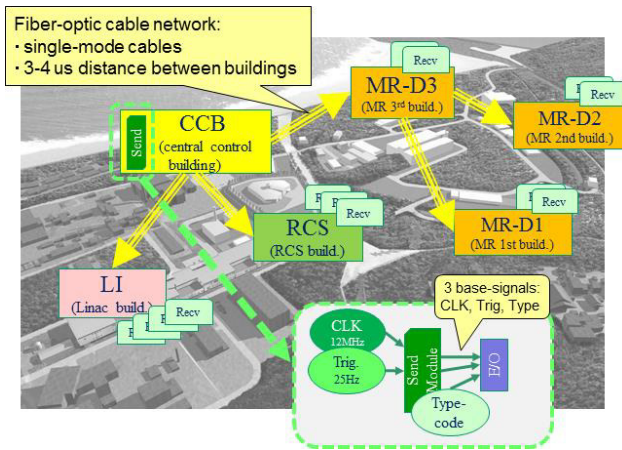 Fiber-optic cable network:
· single-mode cables
· 3-4 us distance between buildings
Recv
MR-D3
(MR 3rd build.)
MR-D2
(MR 2nd build.)
Send
CCB
(central control
building)
Recv
RCS
(RCS build.)
Recv
MR-D1
(MR 1st build.)
LI
(Linac build.)
Recv
3 base-signals:
CLK, Trig, Type
CLK
12MHz
Trig.
25Hz
Send
Module
E/O
Type-
code